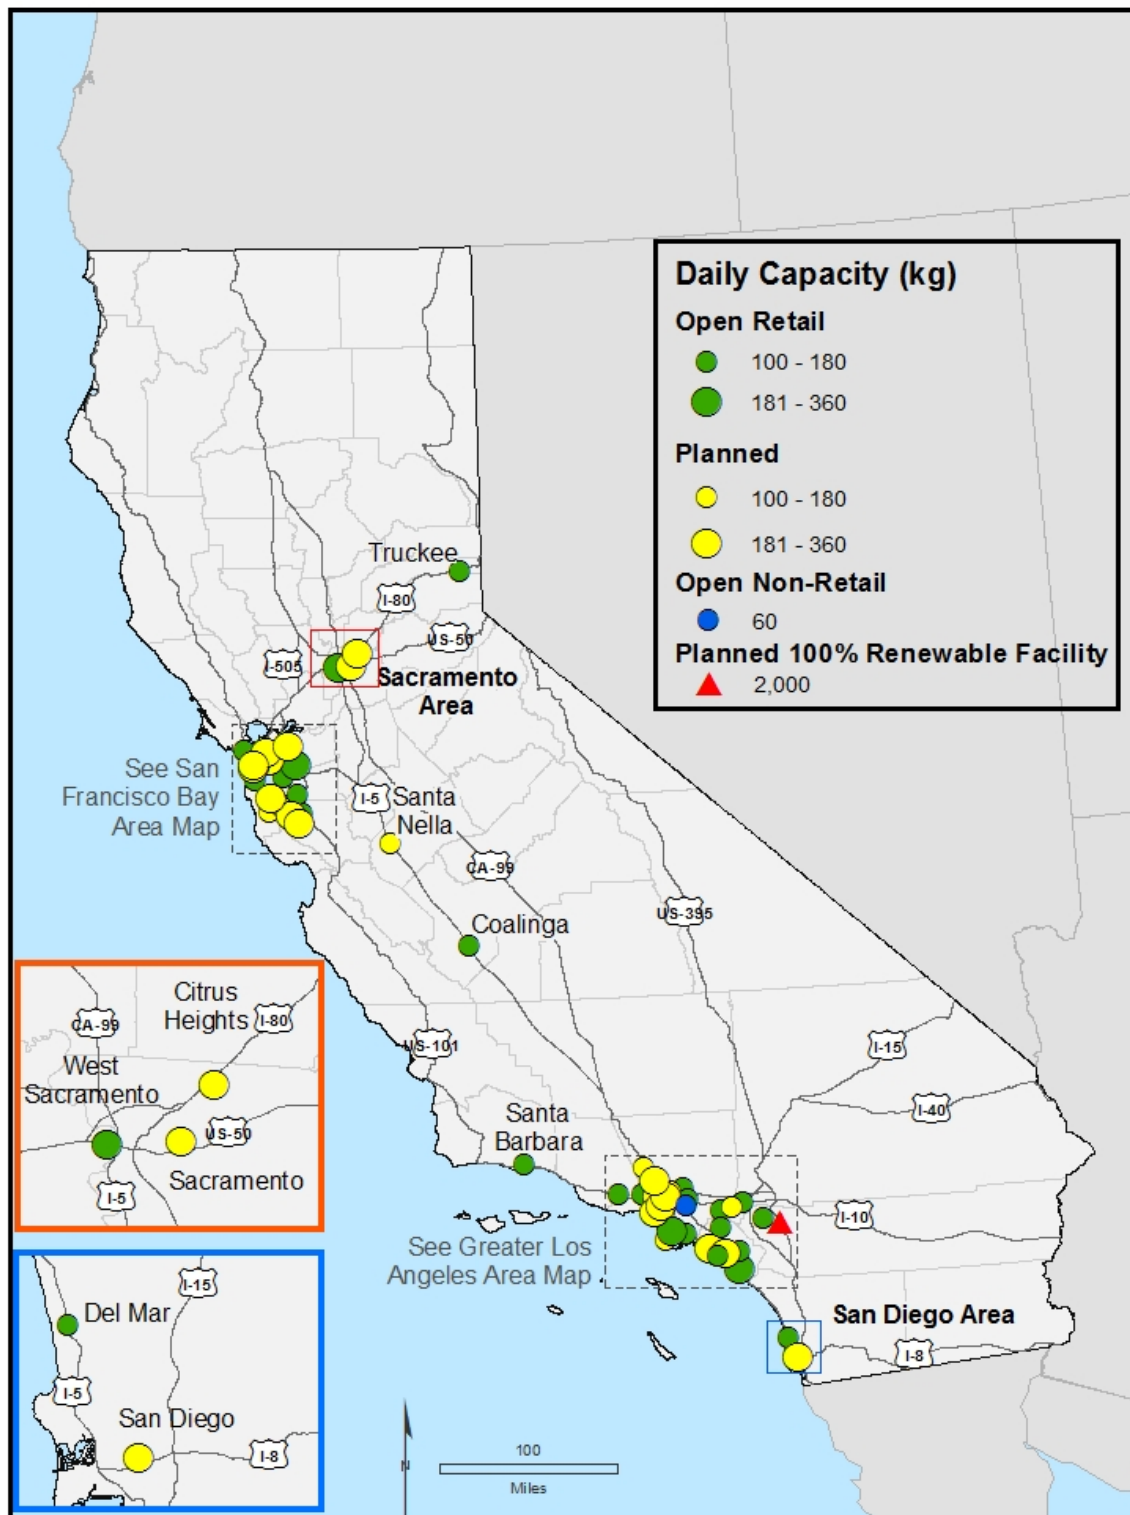 Daily Capacity (kg)
Open Retail
100 - 180
181 - 360
Planned
100 - 180
181 - 360
Open Non-Retail
60
Planned 100% Renewable Facility
2,000
Truckee
I-80
US-50
I-505
Sacramento
Area
See San
Francisco Bay
Area Map
I-5
Santa
Nella
CA-99
US-395
Coalinga
US-101
I-15
I-40
Santa
Barbara
I-10
See Greater Los
Angeles Area Map
San Diego Area
I-8
Citrus
Heights
I-80
CA-99
West
Sacramento
US-50
Sacramento
I-5
I-15
Del Mar
I-5
San Diego
I-8
N
100
Miles